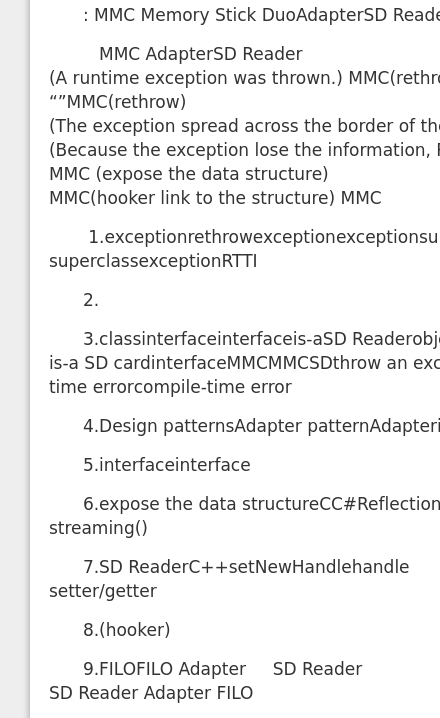 : MMC Memory Stick DuoAdapterSD Reade
MMC AdapterSD Reader
(A runtime exception was thrown.) MMC(rethro
“”MMC(rethrow)
(The exception spread across the border of the
(Because the exception lose the information,
MMC (expose the data structure)
MMC(hooker link to the structure) MMC
1.exceptionrethrowexceptionexceptionsu
superclassexceptionRTTI
2.
3.classinterfaceinterfaceis-aSD Readerobje
is-a SD cardinterfaceMMCMMCSDthrow an exc
time errorcompile-time error
4.Design patternsAdapter patternAdapteri
5.interfaceinterface
6.expose the data structureCC#Reflection
streaming()
7.SD ReaderC++setNewHandlehandle
setter/getter
8.(hooker)
9.FILOFILO Adapter SD Reader
SD Reader Adapter FILO